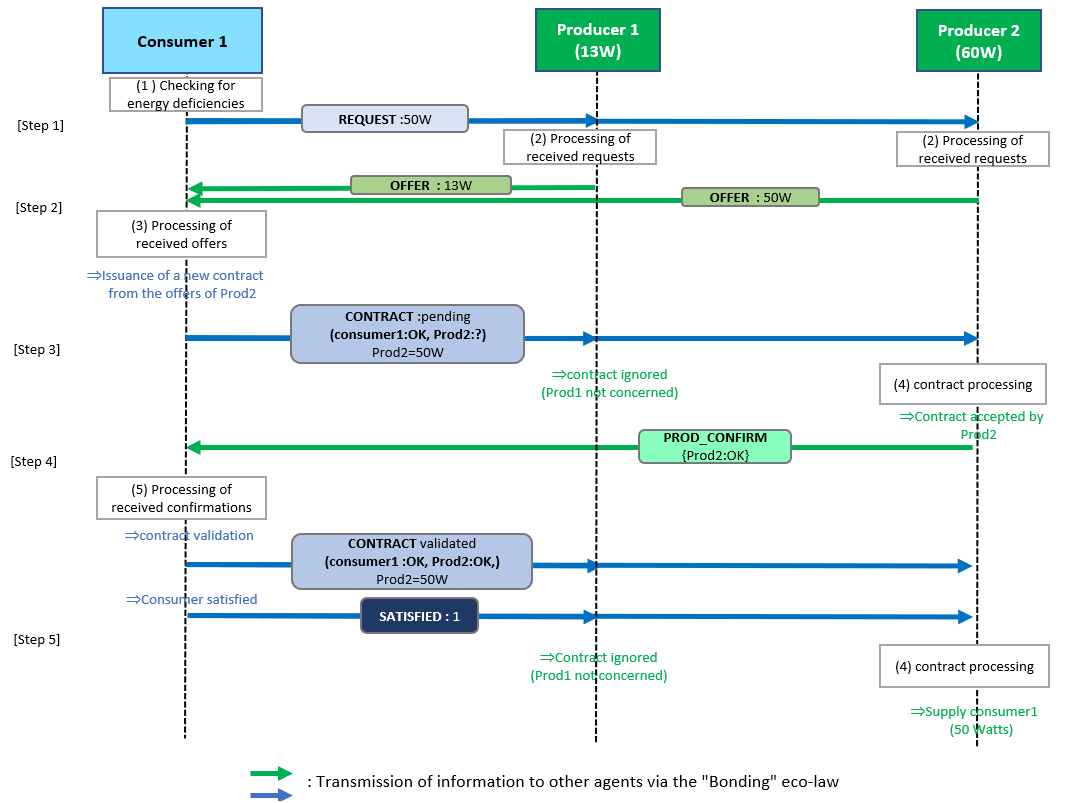 Consumer 1
Producer 1
(13W)
Producer 2
(60W)
(1 ) Checking for
energy deficiencies
[Step 1]
REQUEST :50W
(2) Processing of
received requests
(2) Processing of
received requests
OFFER : 13W
OFFER : 50W
[Step 2]
(3) Processing of
received offers
⇒Issuance of a new contract
from the offers of Prod2
CONTRACT :pending
(consumer1:OK, Prod2:?)
Prod2=50W
[Step 3]
⇒contract ignored
(Prod1 not concerned)
(4) contract processing
⇒Contract accepted by
Prod2
PROD_CONFIRM
{Prod2:OK}
[Step 4]
(5) Processing of
received confirmations
⇒contract validation
CONTRACT validated
(consumer1 :OK, Prod2:OK,)
Prod2=50W
⇒Consumer satisfied
SATISFIED : 1
[Step 5]
⇒Contract ignored
(Prod1 not concerned)
(4) contract processing
⇒Supply consumer1
(50 Watts)
: Transmission of information to other agents via the "Bonding" eco-law